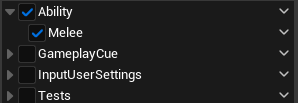 Ability
Melee
GameplayCue
InputUserSettings
Tests